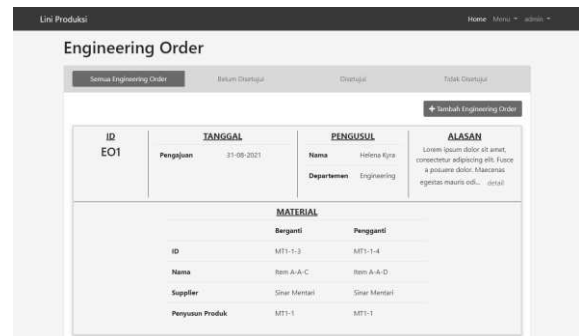 Lini Produksi Home Menu admin
Engineering Order
Semua Engineering Order Belum Disetujui Disetujui Tidak Disetujui
+ Tambah Engineering Order
ID TANGGAL PENGUSUL ALASAN
EO1 Pengajuan 31-08-2021 Nama Helena Kyra Lorem ipsum dolor sit amet,
consectetur adipiscing elit. Fusce
Departemen Engineering a posuere dolor. Maecenas
egestas mauris odi... detail
MATERIAL
Berganti Pengganti
ID MT1-1-3 MT1-1-4
Nama Item A-A-C Item A-A-D
Supplier Sinar Mentari Sinar Mentari
Penyusun Produk MT1-1 MT1-1